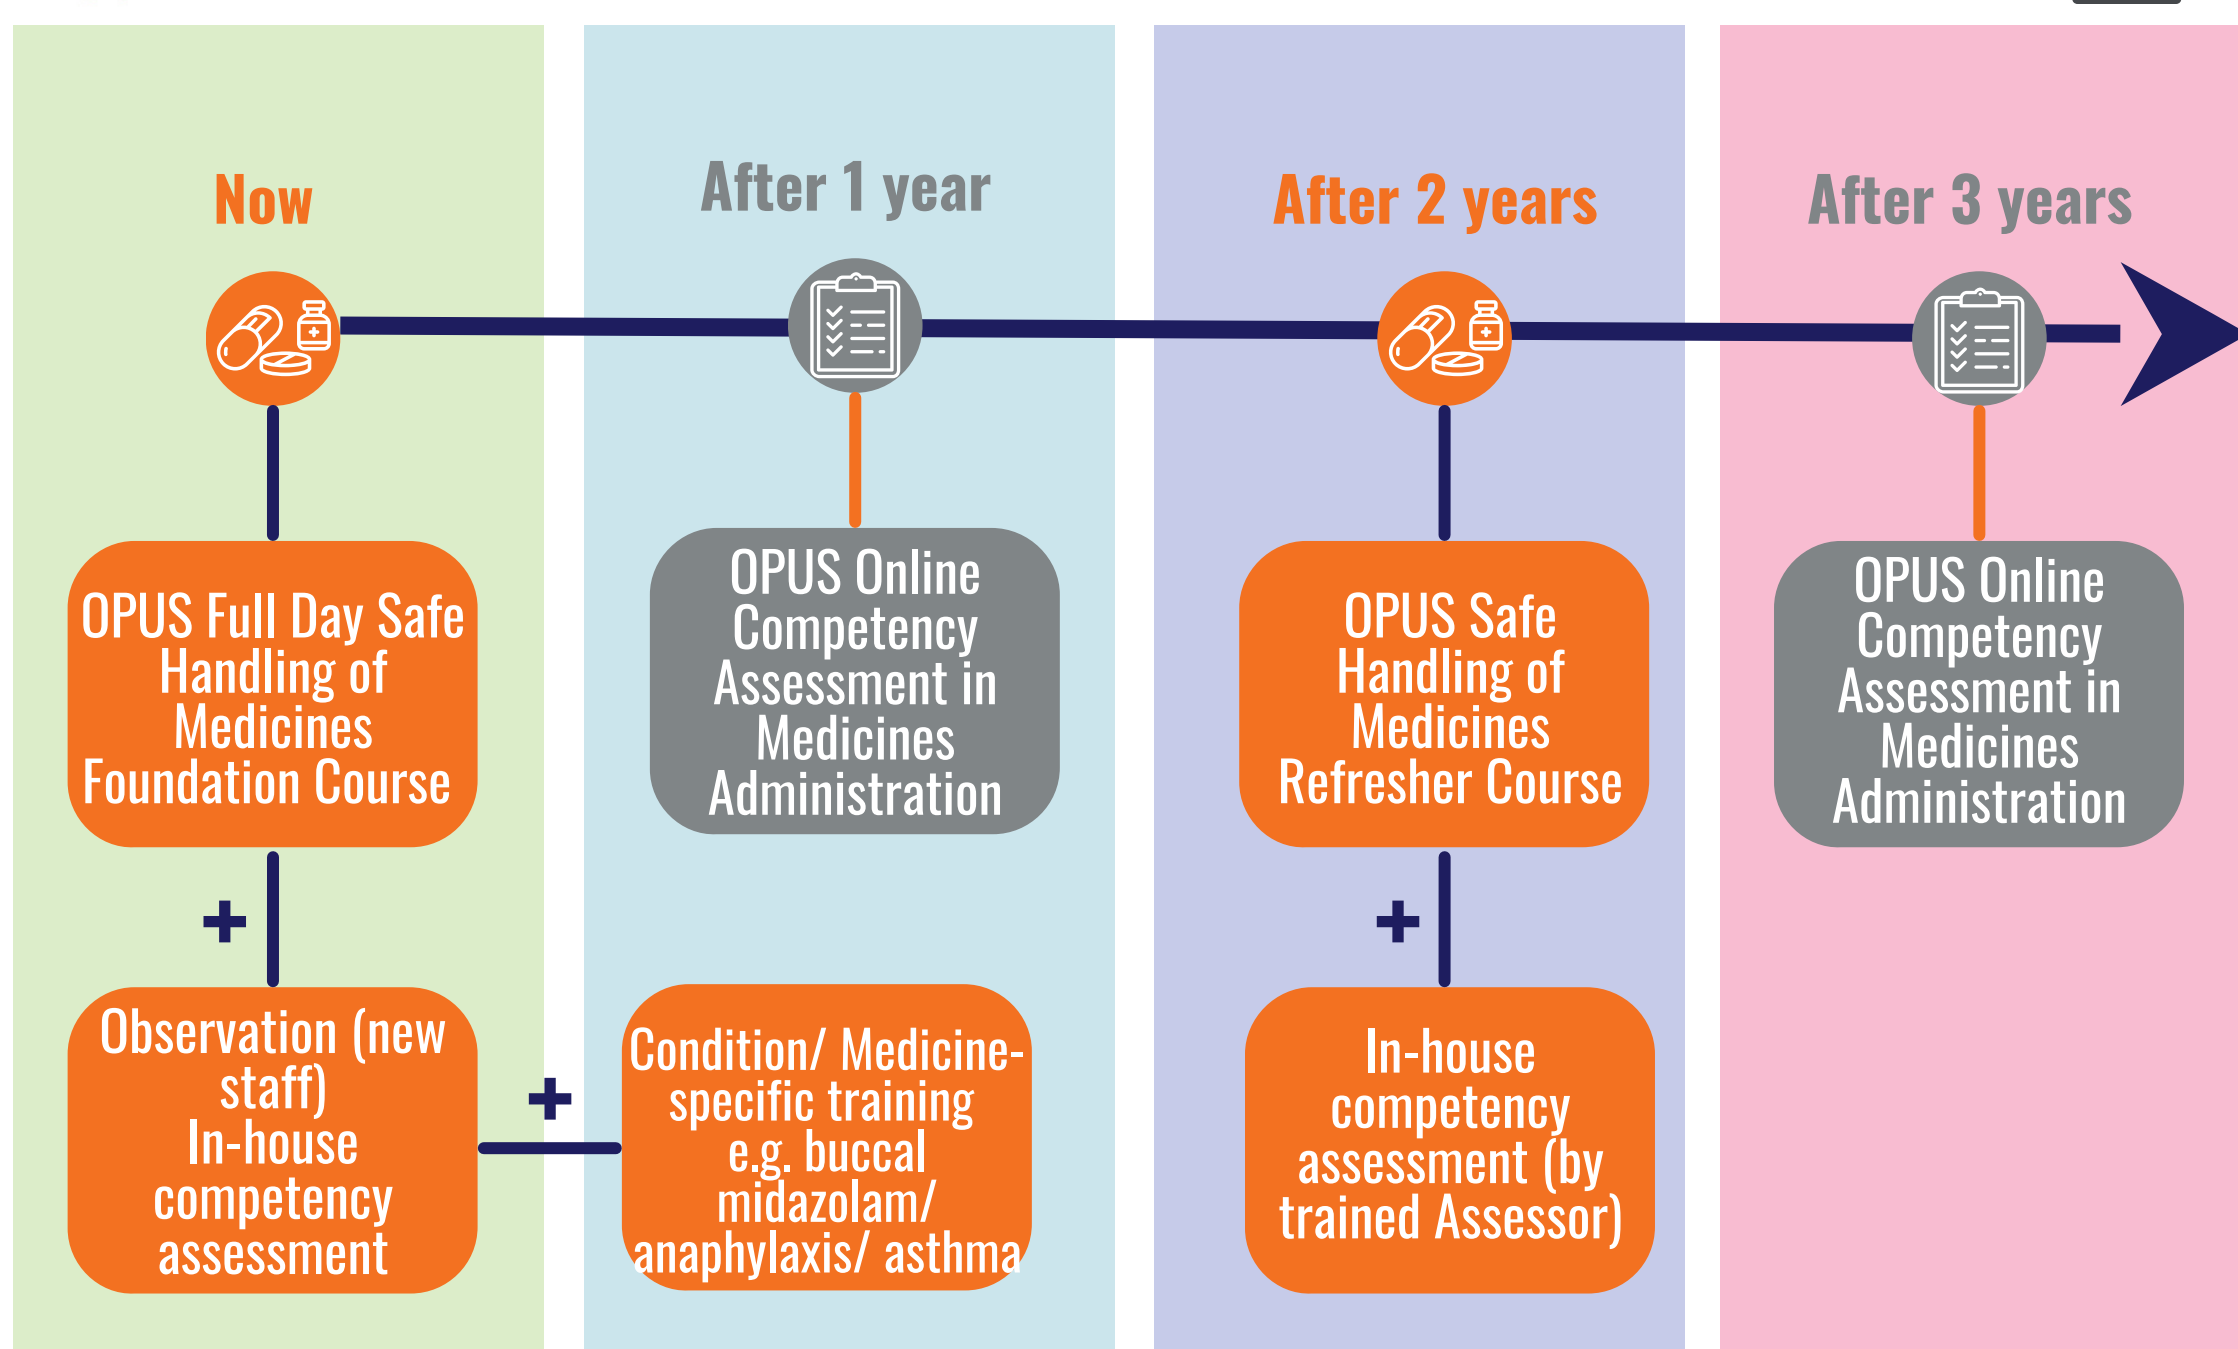 Now
After 1 year
After 2 years
After 3 years
OPUS Full Day Safe
Handling of
Medicines
Foundation Course
OPUS Online
Competency
Assessment in
Medicines
Administration
OPUS Safe
Handling of
Medicines
Refresher Course
OPUS Online
Competency
Assessment in
Medicines
Administration
+
+
Observation (new
staff)
In-house
competency
assessment
+
Condition/ Medicine-
specific training
e.g. buccal
midazolam/
anaphylaxis/ asthma
In-house
competency
assessment (by
trained Assessor)